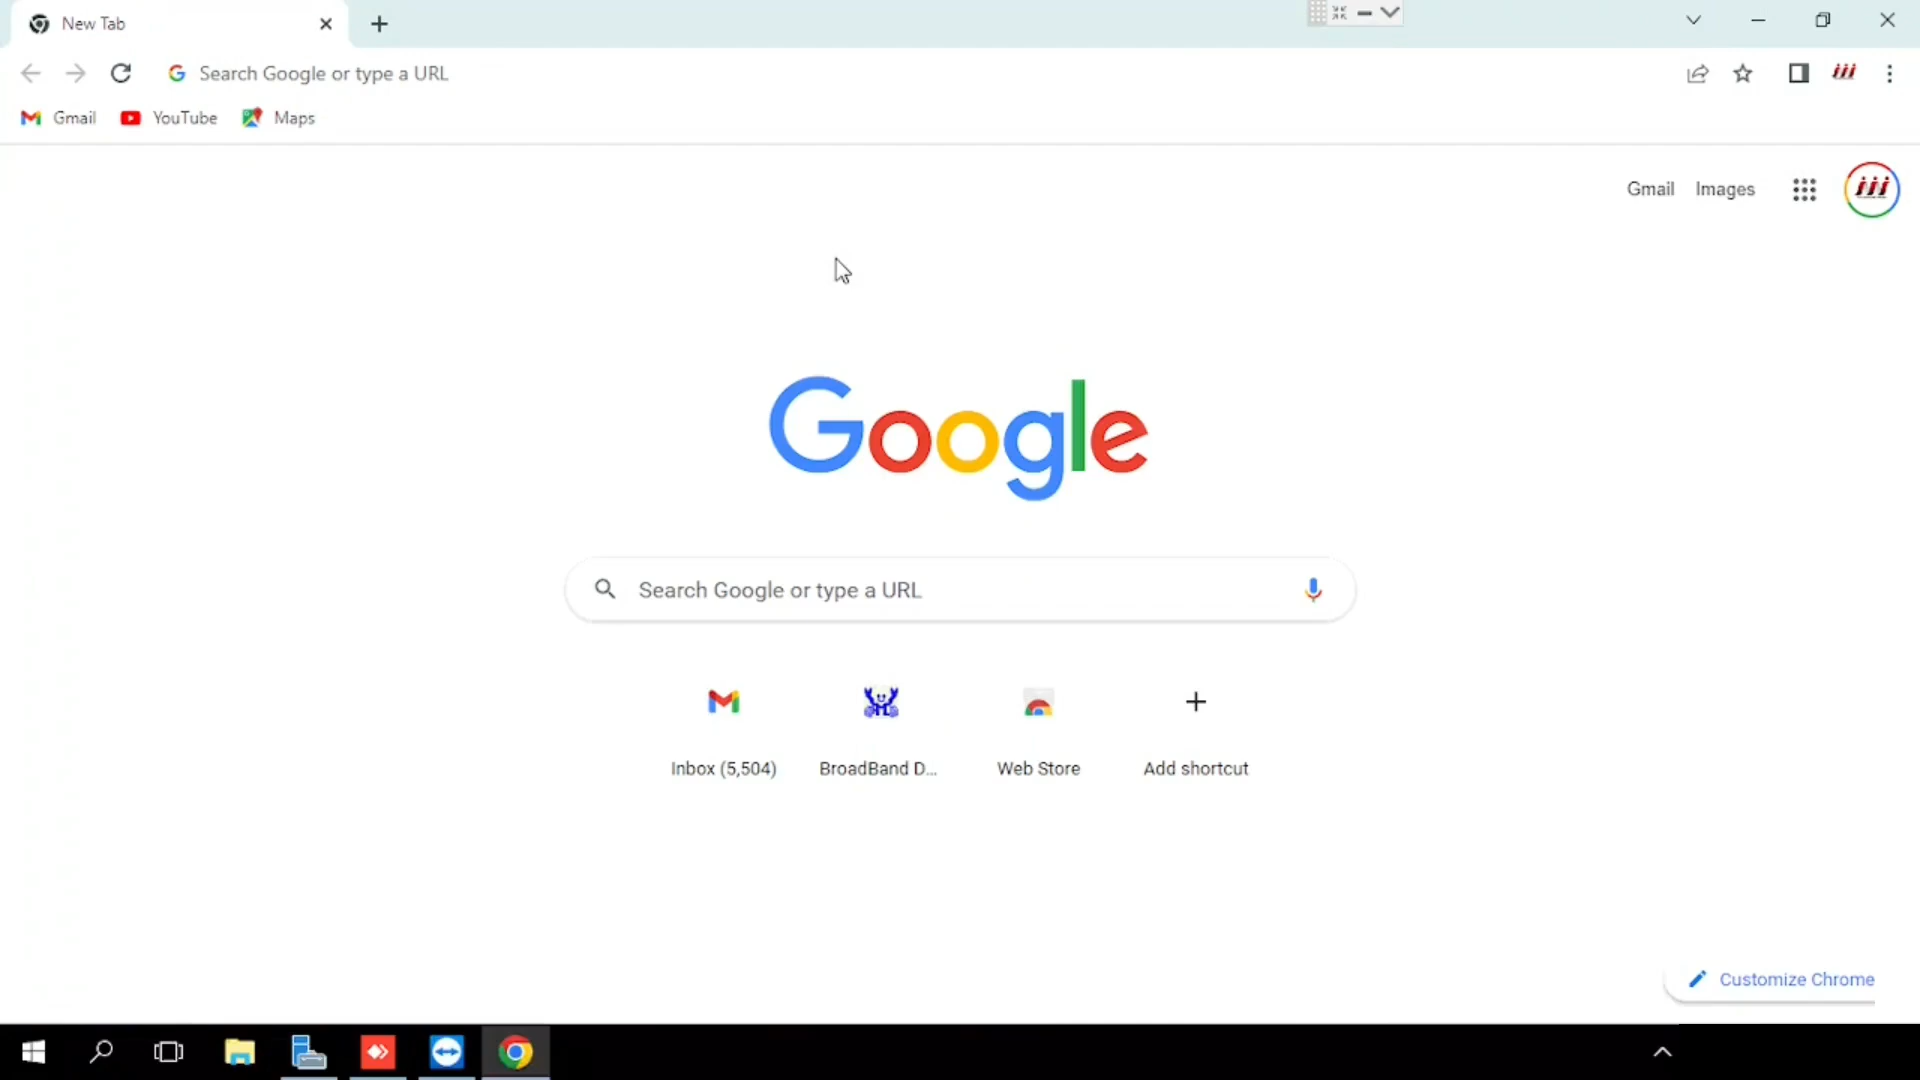 New Tab
Search Google or type a URL
Gmail
YouTube
Maps
Gmail
Images
iii
Google
Search Google or type a URL
Inbox (5,504)
BroadBand D...
Web Store
Add shortcut
Customize Chrome